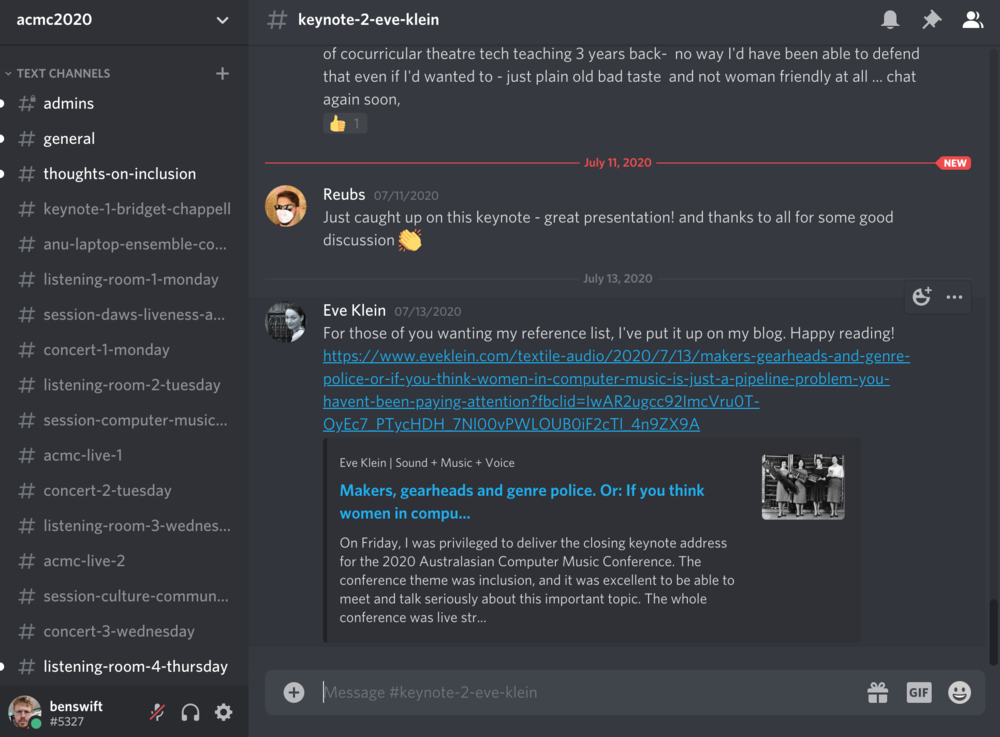 acmc2020
TEXT CHANNELS
admins
general
thoughts-on-inclusion
keynote-1-bridget-chappell
anu-laptop-ensemble-co...
listening-room-1-monday
session-daws-liveness-a...
concert-1-monday
listening-room-2-tuesday
session-computer-music...
acmc-live-1
concert-2-tuesday
listening-room-3-wednes...
acmc-live-2
session-culture-commun...
concert-3-wednesday
listening-room-4-thursday
benswift
#5327
# keynote-2-eve-klein
of cocurricular theatre tech teaching 3 years back- no way I'd have been able to defend
that even if I'd wanted to - just plain old bad taste and not woman friendly at all ... chat
again soon,
1
July 11, 2020
NEW
Reubs 07/11/2020
Just caught up on this keynote - great presentation! and thanks to all for some good
discussion
July 13, 2020
Eve Klein 07/13/2020
For those of you wanting my reference list, I've put it up on my blog. Happy reading!
https://www.eveklein.com/textile-audio/2020/7/13/makers-gearheads-and-genre-
police-or-if-you-think-women-in-computer-music-is-just-a-pipeline-problem-you-
havent-been-paying-attention?fbclid=IwAR2ugcc92ImcVru0T-
OyEc7_PTycHDH_7NI00vPWLOUB0iF2cTI_4n9ZX9A
Eve Klein | Sound + Music + Voice
Makers, gearheads and genre police. Or: If you think
women in compu...
On Friday, I was privileged to deliver the closing keynote address
for the 2020 Australasian Computer Music Conference. The
conference theme was inclusion, and it was excellent to be able to
meet and talk seriously about this important topic. The whole
conference was live str...
Message #keynote-2-eve-klein
GIF